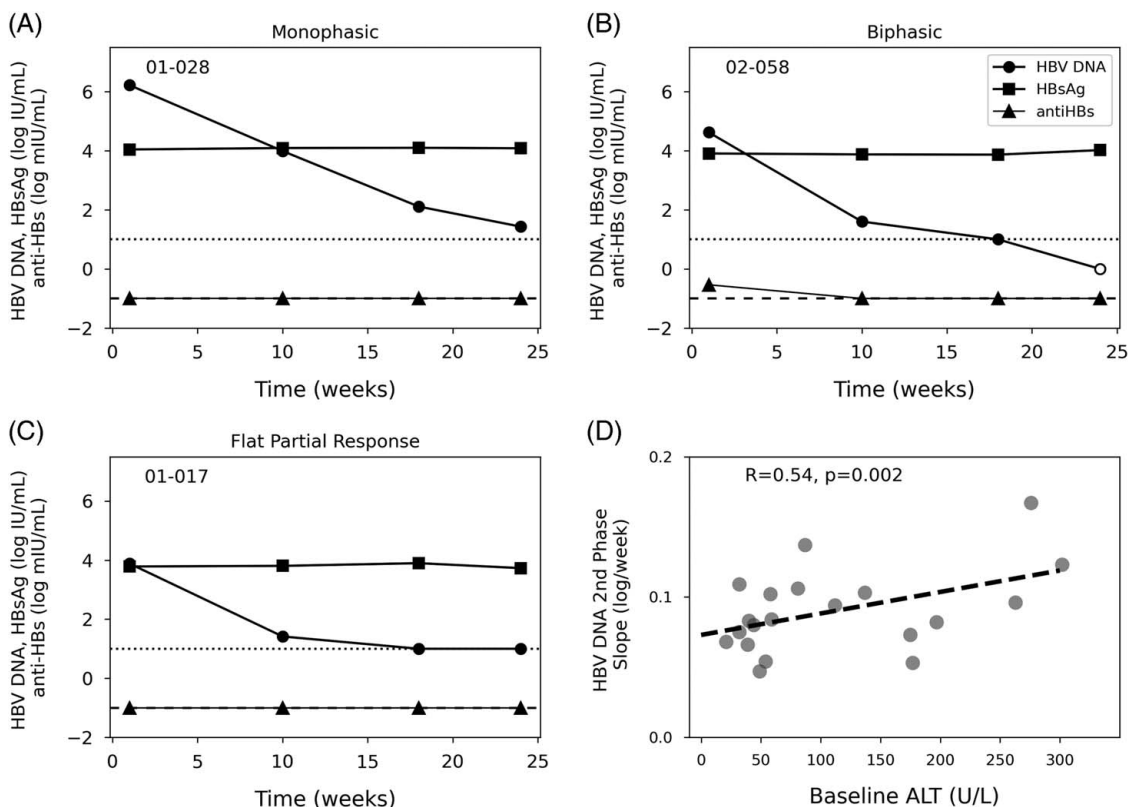 (A)
Monophasic
01-028
HBV DNA, HBsAg (log IU/mL)
anti-HBs (log mIU/mL)
6
4
2
0
−2
0 5 10 15 20 25
Time (weeks)
(B)
Biphasic
02-058
HBV DNA
HBsAg
antiHBs
HBV DNA, HBsAg (log IU/mL)
anti-HBs (log mIU/mL)
6
4
2
0
−2
0 5 10 15 20 25
Time (weeks)
(C)
Flat Partial Response
01-017
HBV DNA, HBsAg (log IU/mL)
anti-HBs (log mIU/mL)
6
4
2
0
−2
0 5 10 15 20 25
Time (weeks)
(D)
R=0.54, p=0.002
HBV DNA 2nd Phase
Slope (log/week)
0.2
0.1
0.0
0 50 100 150 200 250 300
Baseline ALT (U/L)